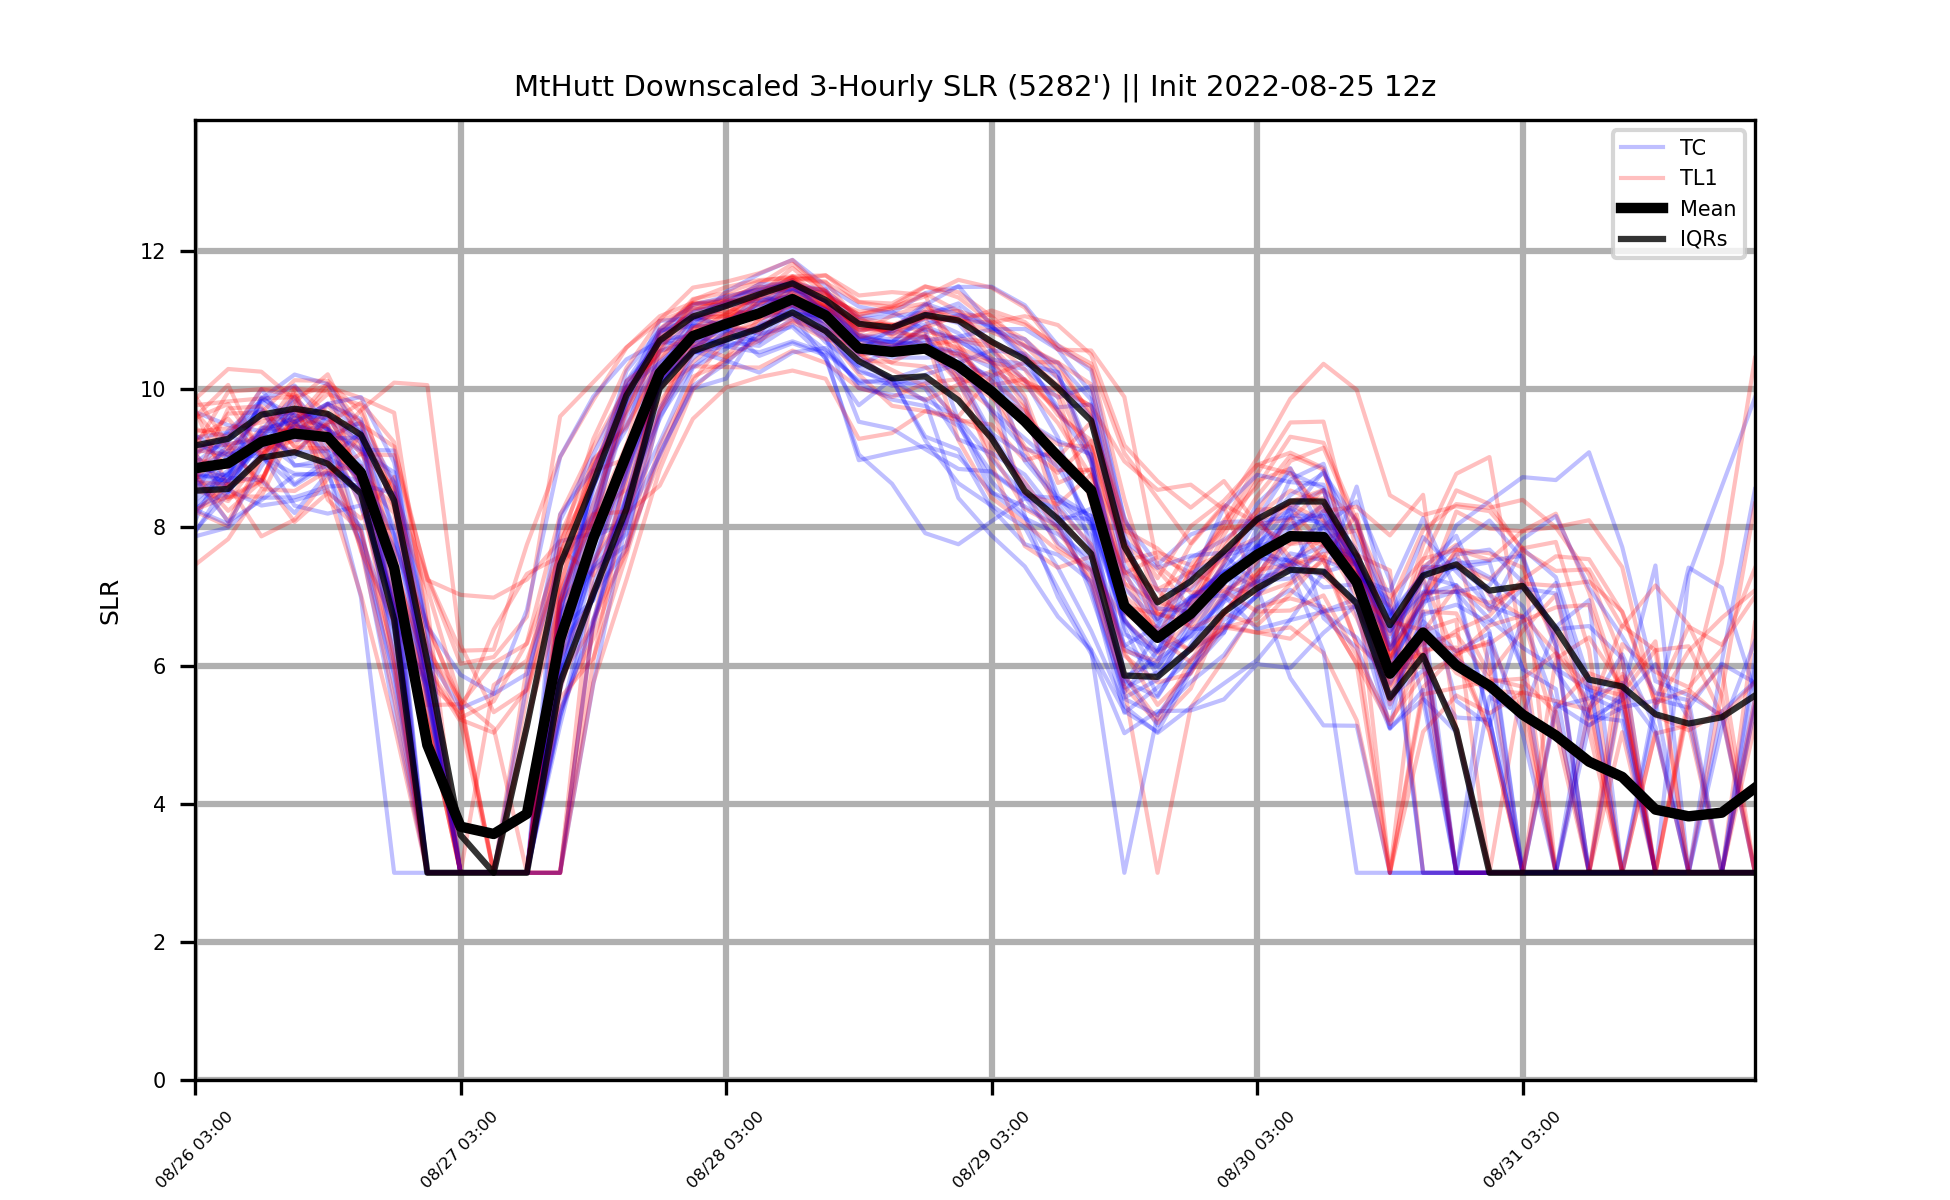 MtHutt Downscaled 3-Hourly SLR (5282') || Init 2022-08-25 12z
TC
TL1
Mean
IQRs
SLR
12
10
8
6
4
2
0
08/26 03:00
08/27 03:00
08/28 03:00
08/29 03:00
08/30 03:00
08/31 03:00